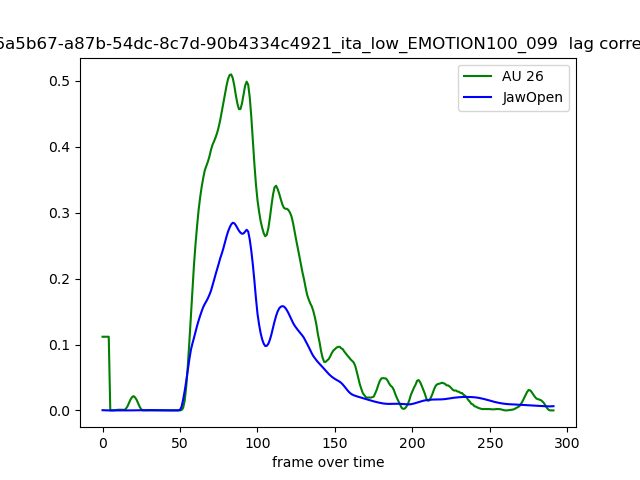 6a5b67-a87b-54dc-8c7d-90b4334c4921_ita_low_EMOTION100_099 lag corre
AU 26
JawOpen
0.5
0.4
0.3
0.2
0.1
0.0
0 50 100 150 200 250 300
frame over time